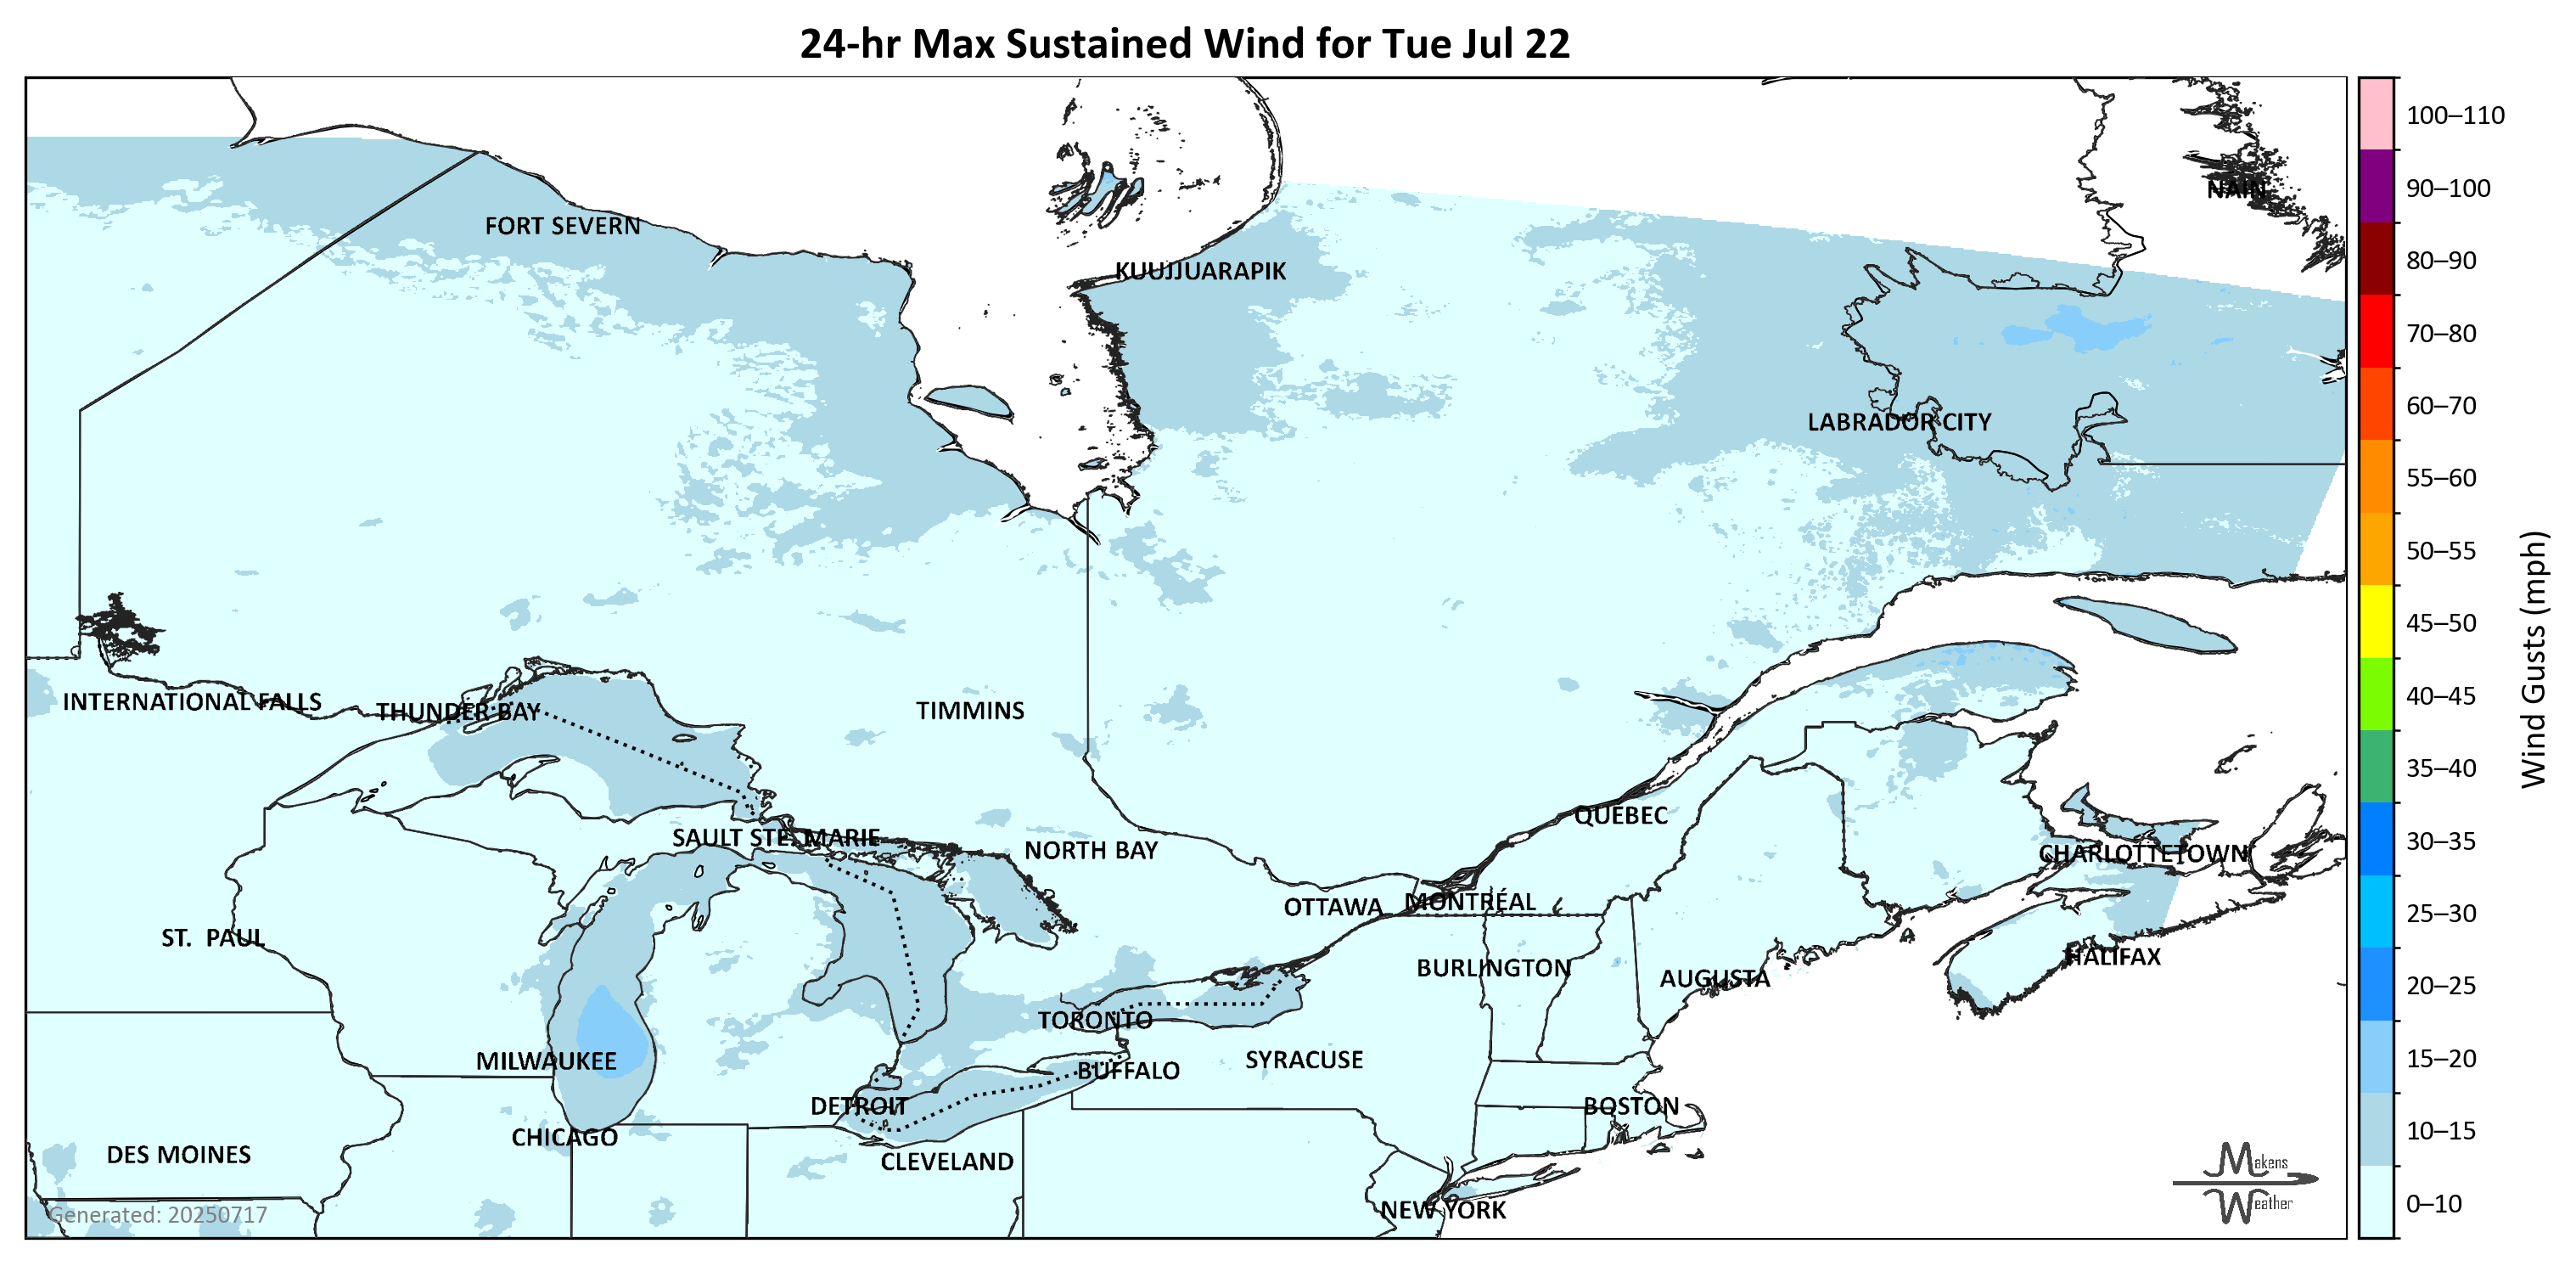 24-hr Max Sustained Wind for Tue Jul 22
100–110
90–100
NAIN
FORT SEVERN
80–90
KUUJJUARAPIK
70–80
60–70
LABRADOR CITY
55–60
50–55
Wind Gusts (mph)
45–50
40–45
INTERNATIONAL FALLS
THUNDER BAY
TIMMINS
35–40
QUÉBEC
30–35
SAULT STE. MARIE
NORTH BAY
CHARLOTTETOWN
OTTAWA
MONTRÉAL
25–30
ST. PAUL
HALIFAX
BURLINGTON
AUGUSTA
20–25
TORONTO
MILWAUKEE
SYRACUSE
15–20
BUFFALO
DETROIT
BOSTON
10–15
CHICAGO
DES MOINES
CLEVELAND
Makens
Weather
0–10
NEW YORK
Generated: 20250717